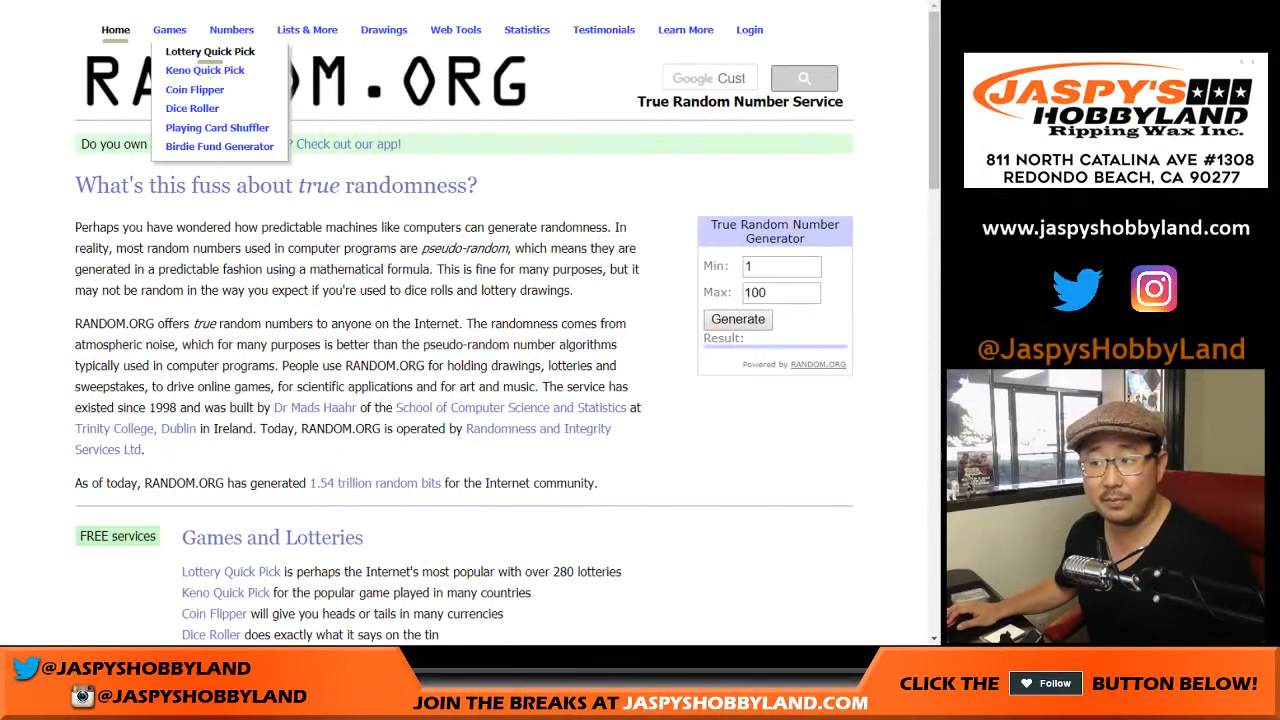 Home Games Numbers Lists & More Drawings Web Tools Statistics Testimonials Learn More Login
Lottery Quick Pick
Keno Quick Pick
Coin Flipper
Dice Roller
Playing Card Shuffler
Birdie Fund Generator
R M.ORG
Google Cust
True Random Number Service
Do you own ? Check out our app!
What's this fuss about true randomness?
Perhaps you have wondered how predictable machines like computers can generate randomness. In
reality, most random numbers used in computer programs are pseudo-random, which means they are
generated in a predictable fashion using a mathematical formula. This is fine for many purposes, but it
may not be random in the way you expect if you're used to dice rolls and lottery drawings.
RANDOM.ORG offers true random numbers to anyone on the Internet. The randomness comes from
atmospheric noise, which for many purposes is better than the pseudo-random number algorithms
typically used in computer programs. People use RANDOM.ORG for holding drawings, lotteries and
sweepstakes, to drive online games, for scientific applications and for art and music. The service has
existed since 1998 and was built by Dr Mads Haahr of the School of Computer Science and Statistics at
Trinity College, Dublin in Ireland. Today, RANDOM.ORG is operated by Randomness and Integrity
Services Ltd.
As of today, RANDOM.ORG has generated 1.54 trillion random bits for the Internet community.
True Random Number
Generator
Min: 1
Max: 100
Generate
Result:
Powered by RANDOM.ORG
FREE services
Games and Lotteries
Lottery Quick Pick is perhaps the Internet's most popular with over 280 lotteries
Keno Quick Pick for the popular game played in many countries
Coin Flipper will give you heads or tails in many currencies
Dice Roller does exactly what it says on the tin
JASPY'S
HOBBYLAND
Ripping Wax Inc.
811 NORTH CATALINA AVE #1308
REDONDO BEACH, CA 90277
www.jaspyshobbyland.com
@JaspysHobbyLand
@JASPYSHOBBYLAND
@JASPYSHOBBYLAND
JOIN THE BREAKS AT JASPYSHOBBYLAND.COM
CLICK THE Follow BUTTON BELOW!